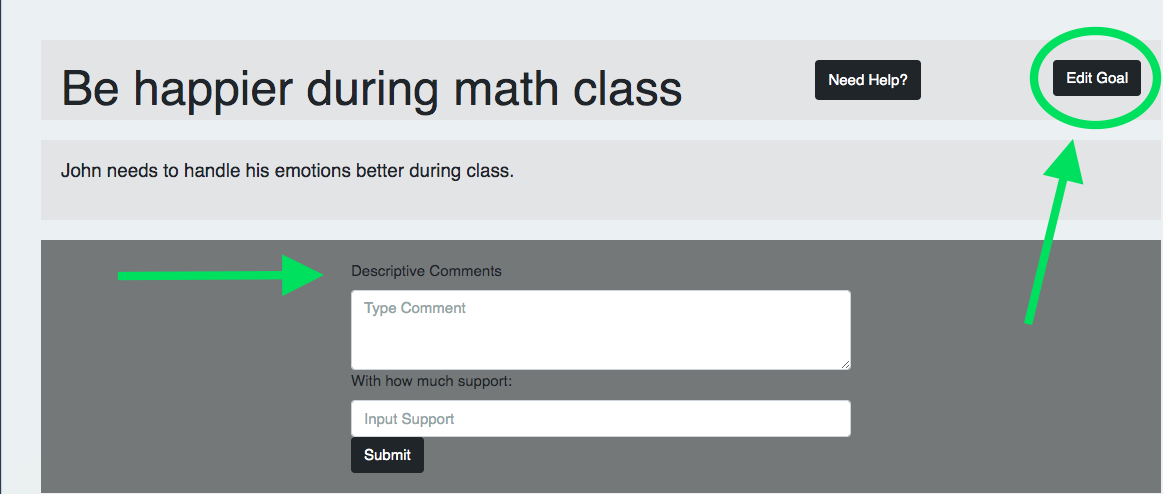 Be happier during math class
Need Help?
Edit Goal
John needs to handle his emotions better during class.
Descriptive Comments
Type Comment
With how much support:
Input Support
Submit